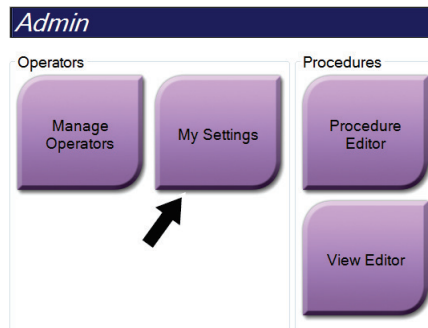 Admin
Operators
Procedures
Manage
Operators
My Settings
Procedure
Editor
View Editor